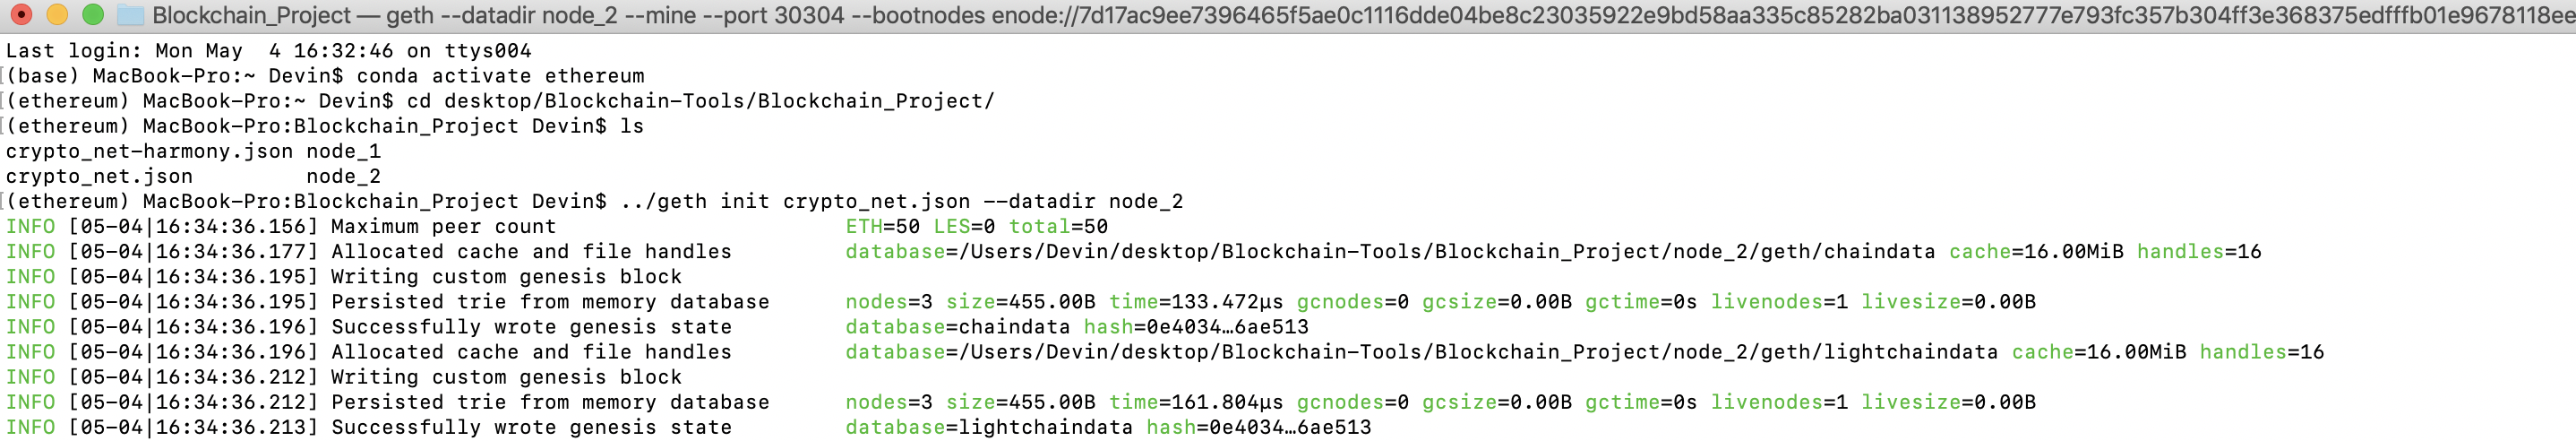 Blockchain_Project — geth --datadir node_2 --mine --port 30304 --bootnodes enode://7d17ac9ee7396465f5ae0c1116dde04be8c23035922e9bd58aa335c85282ba031138952777e793fc357b304ff3e368375edfffb01e9678118ee
Last login: Mon May  4 16:32:46 on ttys004
[(base) MacBook-Pro:~ Devin$ conda activate ethereum
[(ethereum) MacBook-Pro:~ Devin$ cd desktop/Blockchain-Tools/Blockchain_Project/
[(ethereum) MacBook-Pro:Blockchain_Project Devin$ ls
crypto_net-harmony.json node_1
crypto_net.json         node_2
[(ethereum) MacBook-Pro:Blockchain_Project Devin$ ../geth init crypto_net.json --datadir node_2
INFO [05-04|16:34:36.156] Maximum peer count                       ETH=50 LES=0 total=50
INFO [05-04|16:34:36.177] Allocated cache and file handles         database=/Users/Devin/desktop/Blockchain-Tools/Blockchain_Project/node_2/geth/chaindata cache=16.00MiB handles=16
INFO [05-04|16:34:36.195] Writing custom genesis block
INFO [05-04|16:34:36.195] Persisted trie from memory database      nodes=3 size=455.00B time=133.472µs gcnodes=0 gcsize=0.00B gctime=0s livenodes=1 livesize=0.00B
INFO [05-04|16:34:36.196] Successfully wrote genesis state         database=chaindata hash=0e4034…6ae513
INFO [05-04|16:34:36.196] Allocated cache and file handles         database=/Users/Devin/desktop/Blockchain-Tools/Blockchain_Project/node_2/geth/lightchaindata cache=16.00MiB handles=16
INFO [05-04|16:34:36.212] Writing custom genesis block
INFO [05-04|16:34:36.212] Persisted trie from memory database      nodes=3 size=455.00B time=161.804µs gcnodes=0 gcsize=0.00B gctime=0s livenodes=1 livesize=0.00B
INFO [05-04|16:34:36.213] Successfully wrote genesis state         database=lightchaindata hash=0e4034…6ae513